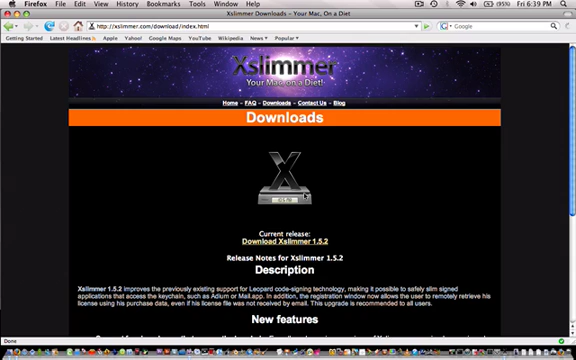 Firefox File Edit View History Bookmarks Tools Window Help (95%) Fri 6:39 PM
Xslimmer Downloads – Your Mac, On a Diet!
http://xslimmer.com/download/index.html
Google
Getting Started Latest Headlines Apple Yahoo! Google Maps YouTube Wikipedia News Popular
Xslimmer
Your Mac on a Diet!
Home – FAQ – Downloads – Contact Us – Blog
Downloads
X
Current release:
Download Xslimmer 1.5.2
Release Notes for Xslimmer 1.5.2
Description
Xslimmer 1.5.2 improves the previously existing support for Leopard code-signing technology, making it possible to safely slim signed
applications that access the keychain, such as Adium or Mail.app. In addition, the registration window now allows the user to remotely retrieve his
license using his purchase data, even if his license file was not received by email. This upgrade is recommended to all users.
New features
Done